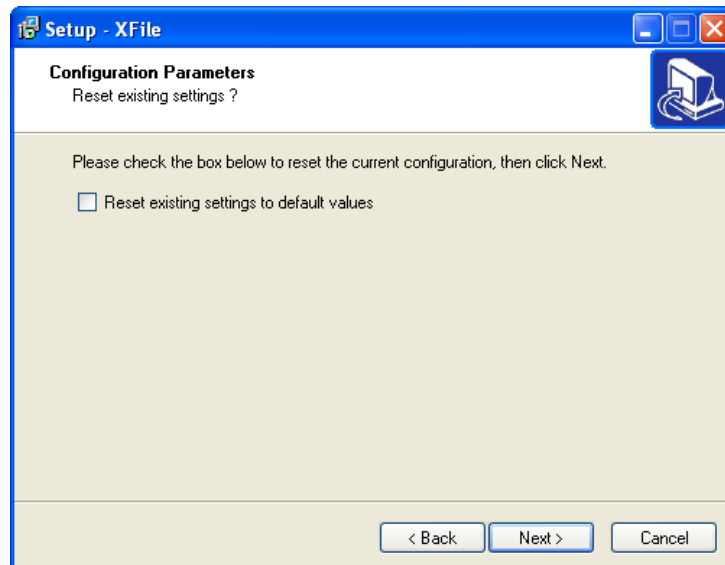 Setup - XFile
Configuration Parameters
Reset existing settings ?
Please check the box below to reset the current configuration, then click Next.
Reset existing settings to default values
< Back
Next >
Cancel